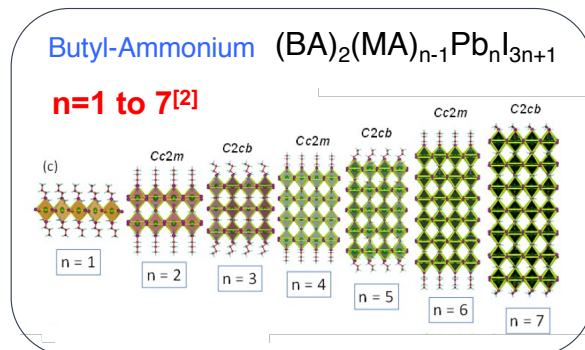 Butyl-Ammonium (BA)2(MA)n-1PbnI3n+1
n=1 to 7[2]
(c)
Cc2m
C2cb
Cc2m
C2cb
Cc2m
C2cb
n = 1
n = 2
n = 3
n = 4
n = 5
n = 6
n = 7